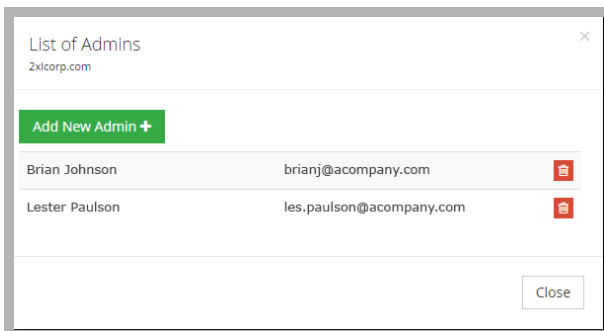 List of Admins
2xlcorp.com
×
Add New Admin +
Brian Johnson brianj@acompany.com
Lester Paulson les.paulson@acompany.com
Close